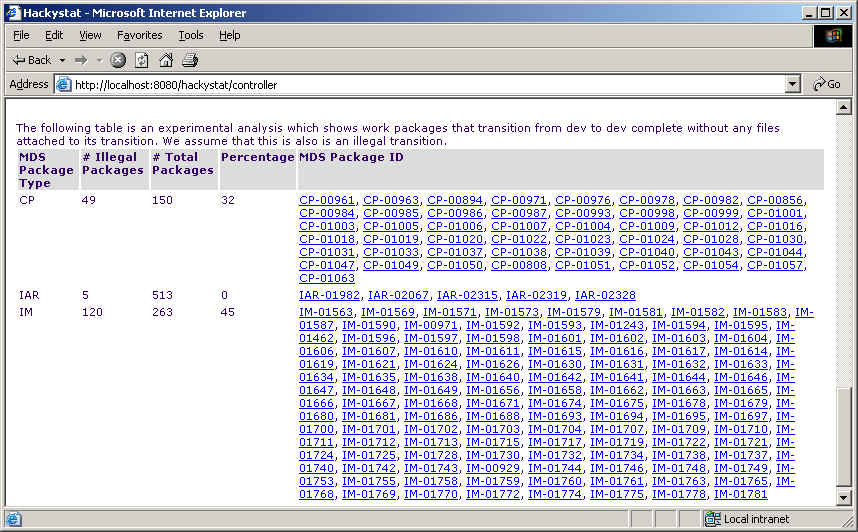 Hackystat - Microsoft Internet Explorer
File Edit View Favorites Tools Help
Back
Address http://localhost:8080/hackystat/controller Go
The following table is an experimental analysis which shows work packages that transition from dev to dev complete without any files
attached to its transition. We assume that this is also is an illegal transition.
MDS Package Type # Illegal Packages # Total Packages Percentage MDS Package ID
CP 49 150 32 CP-00961, CP-00963, CP-00894, CP-00971, CP-00976, CP-00978, CP-00982, CP-00856,
CP-00984, CP-00985, CP-00986, CP-00987, CP-00993, CP-00998, CP-00999, CP-01001,
CP-01003, CP-01005, CP-01006, CP-01007, CP-01004, CP-01009, CP-01012, CP-01016,
CP-01018, CP-01019, CP-01020, CP-01022, CP-01023, CP-01024, CP-01028, CP-01030,
CP-01031, CP-01033, CP-01037, CP-01038, CP-01039, CP-01040, CP-01043, CP-01044,
CP-01047, CP-01049, CP-01050, CP-00808, CP-01051, CP-01052, CP-01054, CP-01057,
CP-01063
IAR 5 513 0 IAR-01982, IAR-02067, IAR-02315, IAR-02319, IAR-02328
IM 120 263 45 IM-01563, IM-01569, IM-01571, IM-01573, IM-01579, IM-01581, IM-01582, IM-01583, IM-
01587, IM-01590, IM-00971, IM-01592, IM-01593, IM-01243, IM-01594, IM-01595, IM-
01462, IM-01596, IM-01597, IM-01598, IM-01601, IM-01602, IM-01603, IM-01604, IM-
01606, IM-01607, IM-01610, IM-01611, IM-01615, IM-01616, IM-01617, IM-01614, IM-
01619, IM-01621, IM-01624, IM-01626, IM-01630, IM-01631, IM-01632, IM-01633, IM-
01634, IM-01635, IM-01638, IM-01640, IM-01642, IM-01641, IM-01644, IM-01646, IM-
01647, IM-01648, IM-01649, IM-01656, IM-01658, IM-01662, IM-01663, IM-01665, IM-
01666, IM-01667, IM-01668, IM-01671, IM-01674, IM-01675, IM-01678, IM-01679, IM-
01680, IM-01681, IM-01686, IM-01688, IM-01693, IM-01694, IM-01695, IM-01697, IM-
01700, IM-01701, IM-01702, IM-01703, IM-01704, IM-01707, IM-01709, IM-01710, IM-
01711, IM-01712, IM-01713, IM-01715, IM-01717, IM-01719, IM-01722, IM-01721, IM-
01724, IM-01725, IM-01728, IM-01730, IM-01732, IM-01734, IM-01738, IM-01737, IM-
01740, IM-01742, IM-01743, IM-00929, IM-01744, IM-01746, IM-01748, IM-01749, IM-
01753, IM-01755, IM-01758, IM-01759, IM-01760, IM-01761, IM-01763, IM-01765, IM-
01768, IM-01769, IM-01770, IM-01772, IM-01774, IM-01775, IM-01778, IM-01781
Local intranet